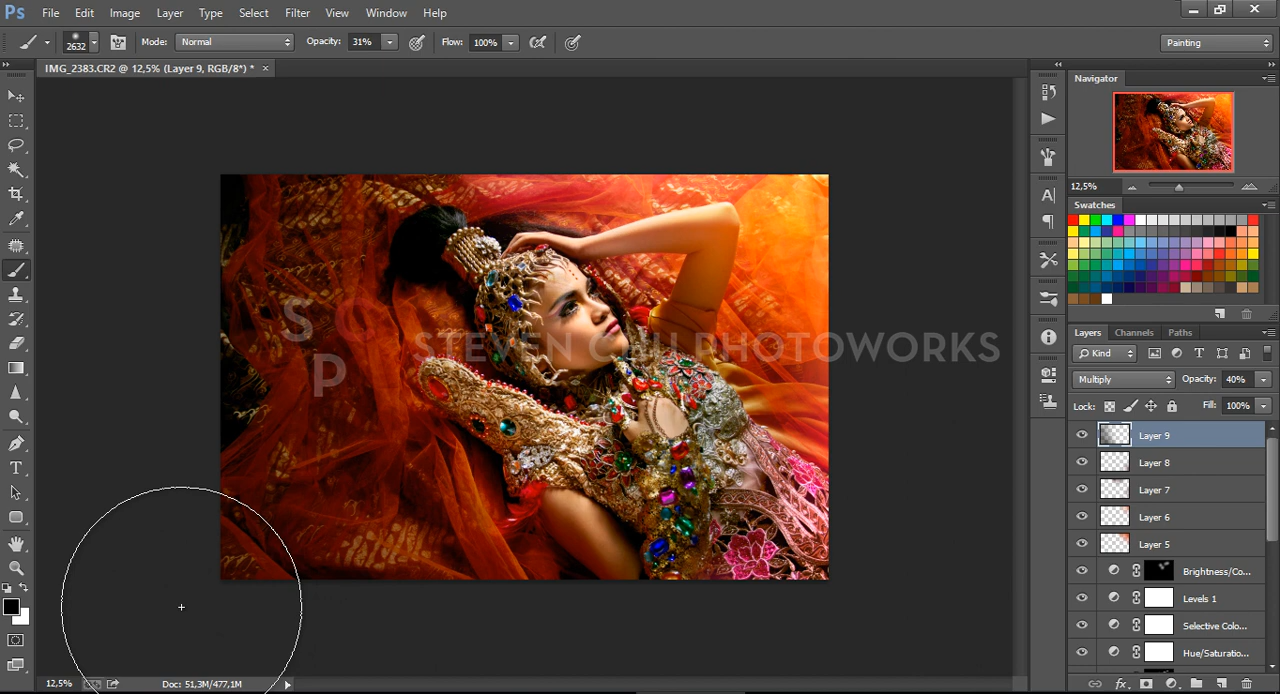 Ps File Edit Image Layer Type Select Filter View Window Help
2632 Mode: Normal Opacity: 31% Flow: 100% Painting
IMG_2383.CR2 @ 12,5% (Layer 9, RGB/8*) * ×
Navigator
12,5%
Swatches
Layers Channels Paths
Kind
Multiply Opacity: 40%
Lock: Fill: 100%
Layer 9
Layer 8
Layer 7
Layer 6
Layer 5
Brightness/Co...
Levels 1
Selective Colo...
Hue/Saturatio...
S
P
STEVEN CHU PHOTOWORKS
12,5% Doc: 51,3M/477,1M